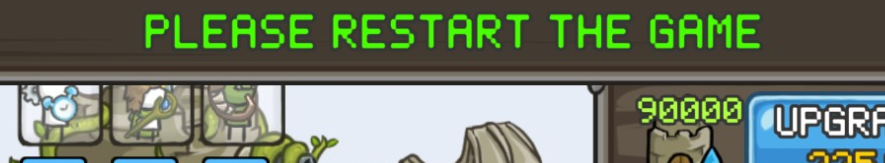 PLEASE RESTART THE GAME
90000
UPGRA